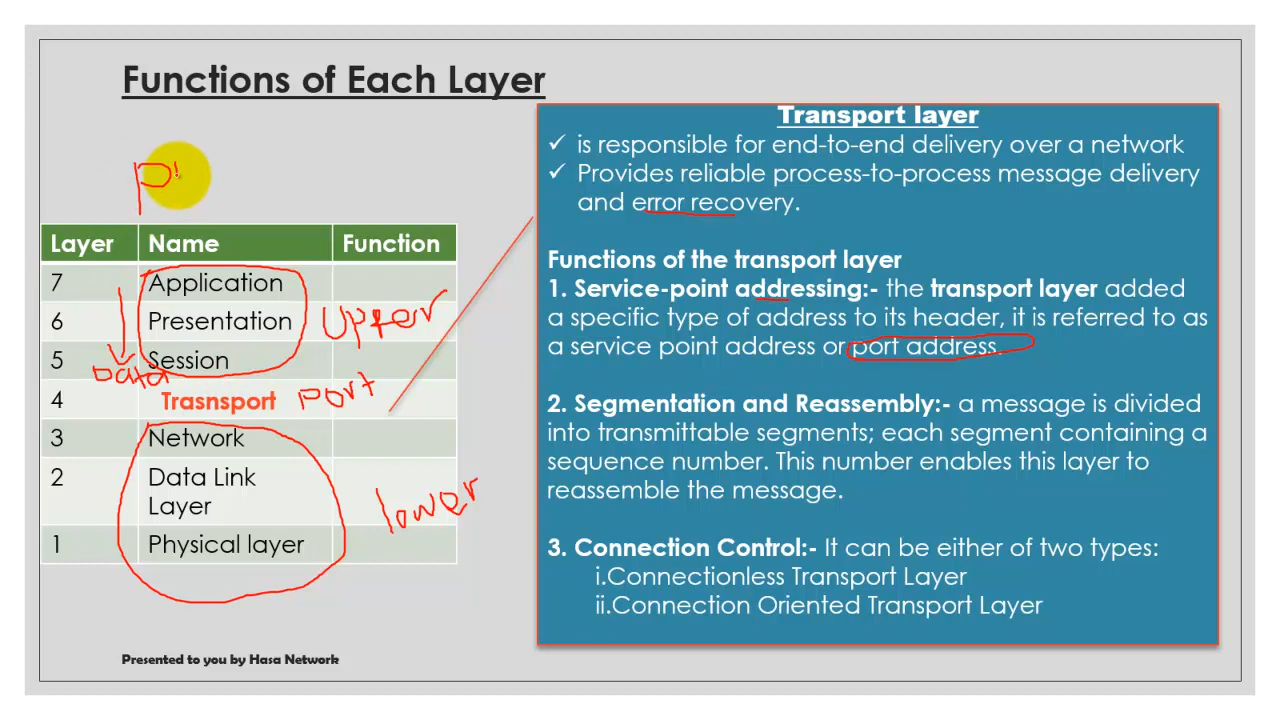 Functions of Each Layer
Layer Name Function
7 Application
6 Presentation
5 Session
4 Trasnsport
3 Network
2 Data Link
Layer
1 Physical layer
Upper
Data
port
lower
Transport layer
✓ is responsible for end-to-end delivery over a network
✓ Provides reliable process-to-process message delivery
and error recovery.
Functions of the transport layer
1. Service-point addressing:- the transport layer added
a specific type of address to its header, it is referred to as
a service point address or port address.
2. Segmentation and Reassembly:- a message is divided
into transmittable segments; each segment containing a
sequence number. This number enables this layer to
reassemble the message.
3. Connection Control:- It can be either of two types:
i.Connectionless Transport Layer
ii.Connection Oriented Transport Layer
Presented to you by Hasa Network